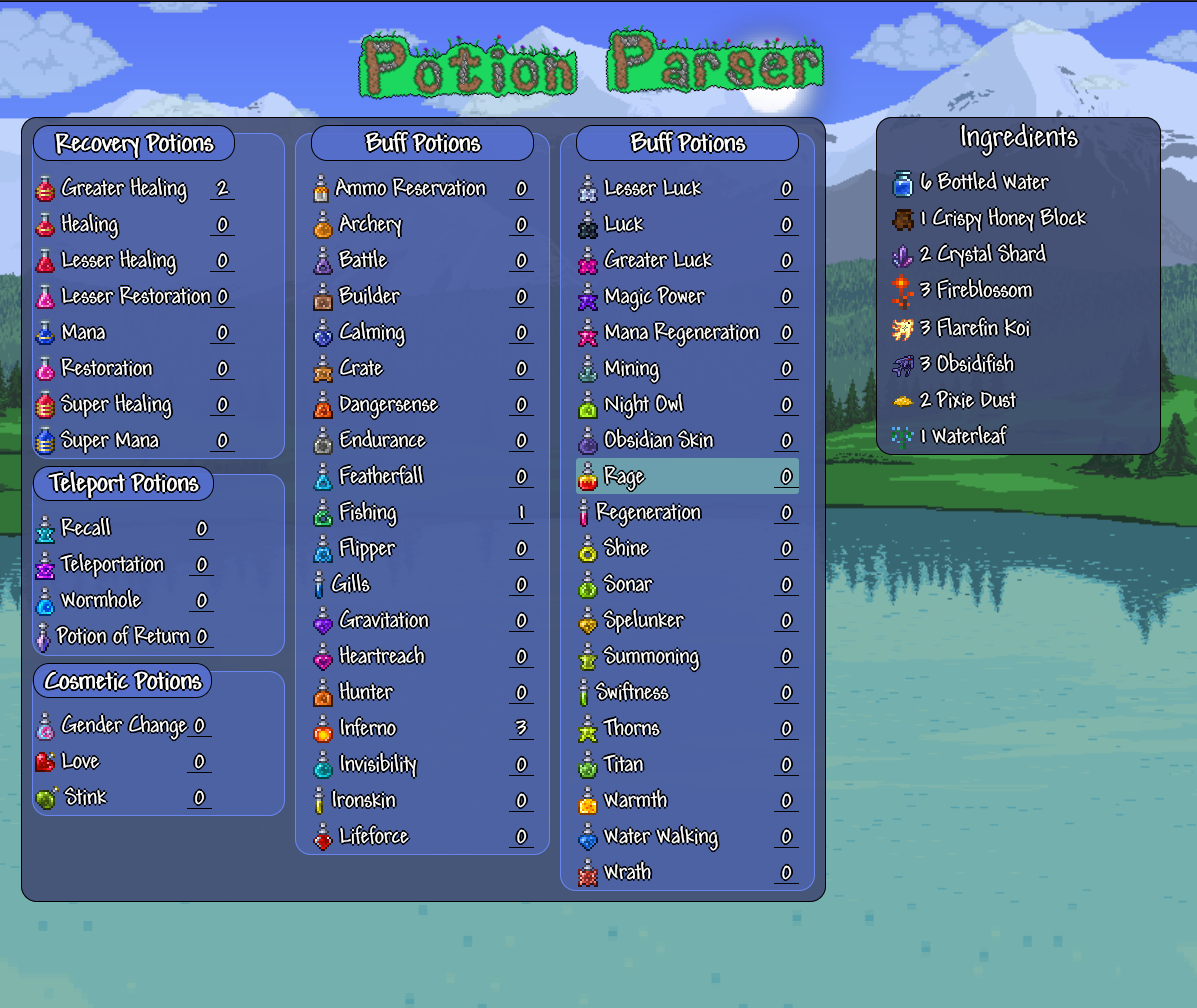 Potion Parser
Recovery Potions
Greater Healing 2
Healing 0
Lesser Healing 0
Lesser Restoration 0
Mana 0
Restoration 0
Super Healing 0
Super Mana 0
Teleport Potions
Recall 0
Teleportation 0
Wormhole 0
Potion of Return 0
Cosmetic Potions
Gender Change 0
Love 0
Stink 0
Buff Potions
Ammo Reservation 0
Archery 0
Battle 0
Builder 0
Calming 0
Crate 0
Dangersense 0
Endurance 0
Featherfall 0
Fishing 1
Flipper 0
Gills 0
Gravitation 0
Heartreach 0
Hunter 0
Inferno 3
Invisibility 0
Ironskin 0
Lifeforce 0
Buff Potions
Lesser Luck 0
Luck 0
Greater Luck 0
Magic Power 0
Mana Regeneration 0
Mining 0
Night Owl 0
Obsidian Skin 0
Rage 0
Regeneration 0
Shine 0
Sonar 0
Spelunker 0
Summoning 0
Swiftness 0
Thorns 0
Titan 0
Warmth 0
Water Walking 0
Wrath 0
Ingredients
6 Bottled Water
1 Crispy Honey Block
2 Crystal Shard
3 Fireblossom
3 Flarefin Koi
3 Obsidifish
2 Pixie Dust
1 Waterleaf